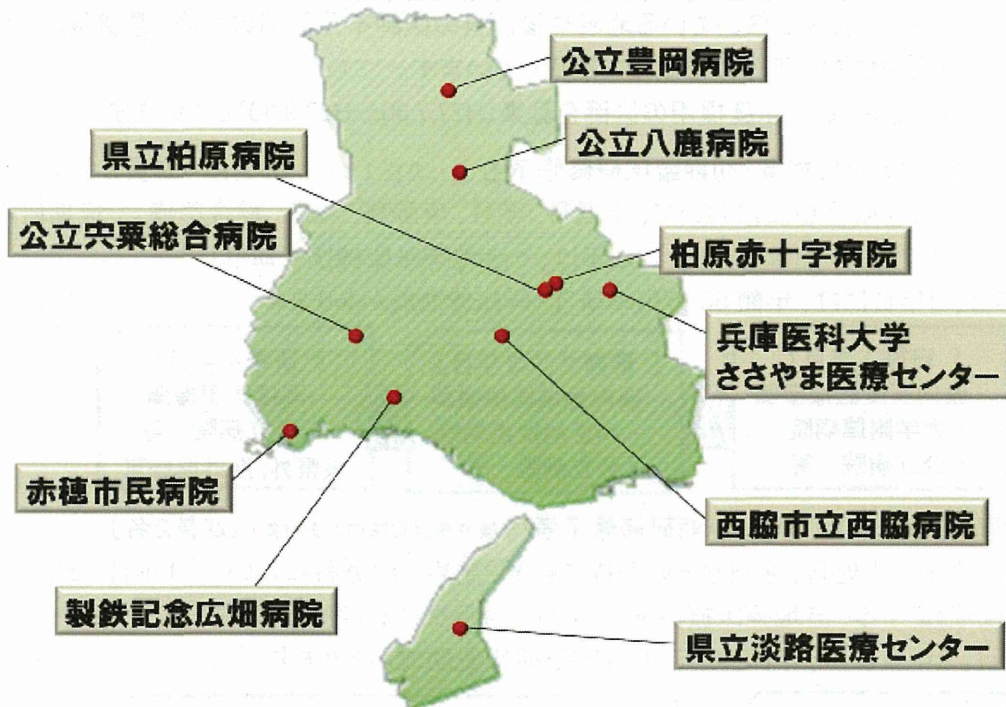 公立豊岡病院
公立八鹿病院
県立柏原病院
公立宍粟総合病院
柏原赤十字病院
兵庫医科大学
ささやま医療センター
赤穂市民病院
西脇市立西脇病院
製鉄記念広畑病院
県立淡路医療センター